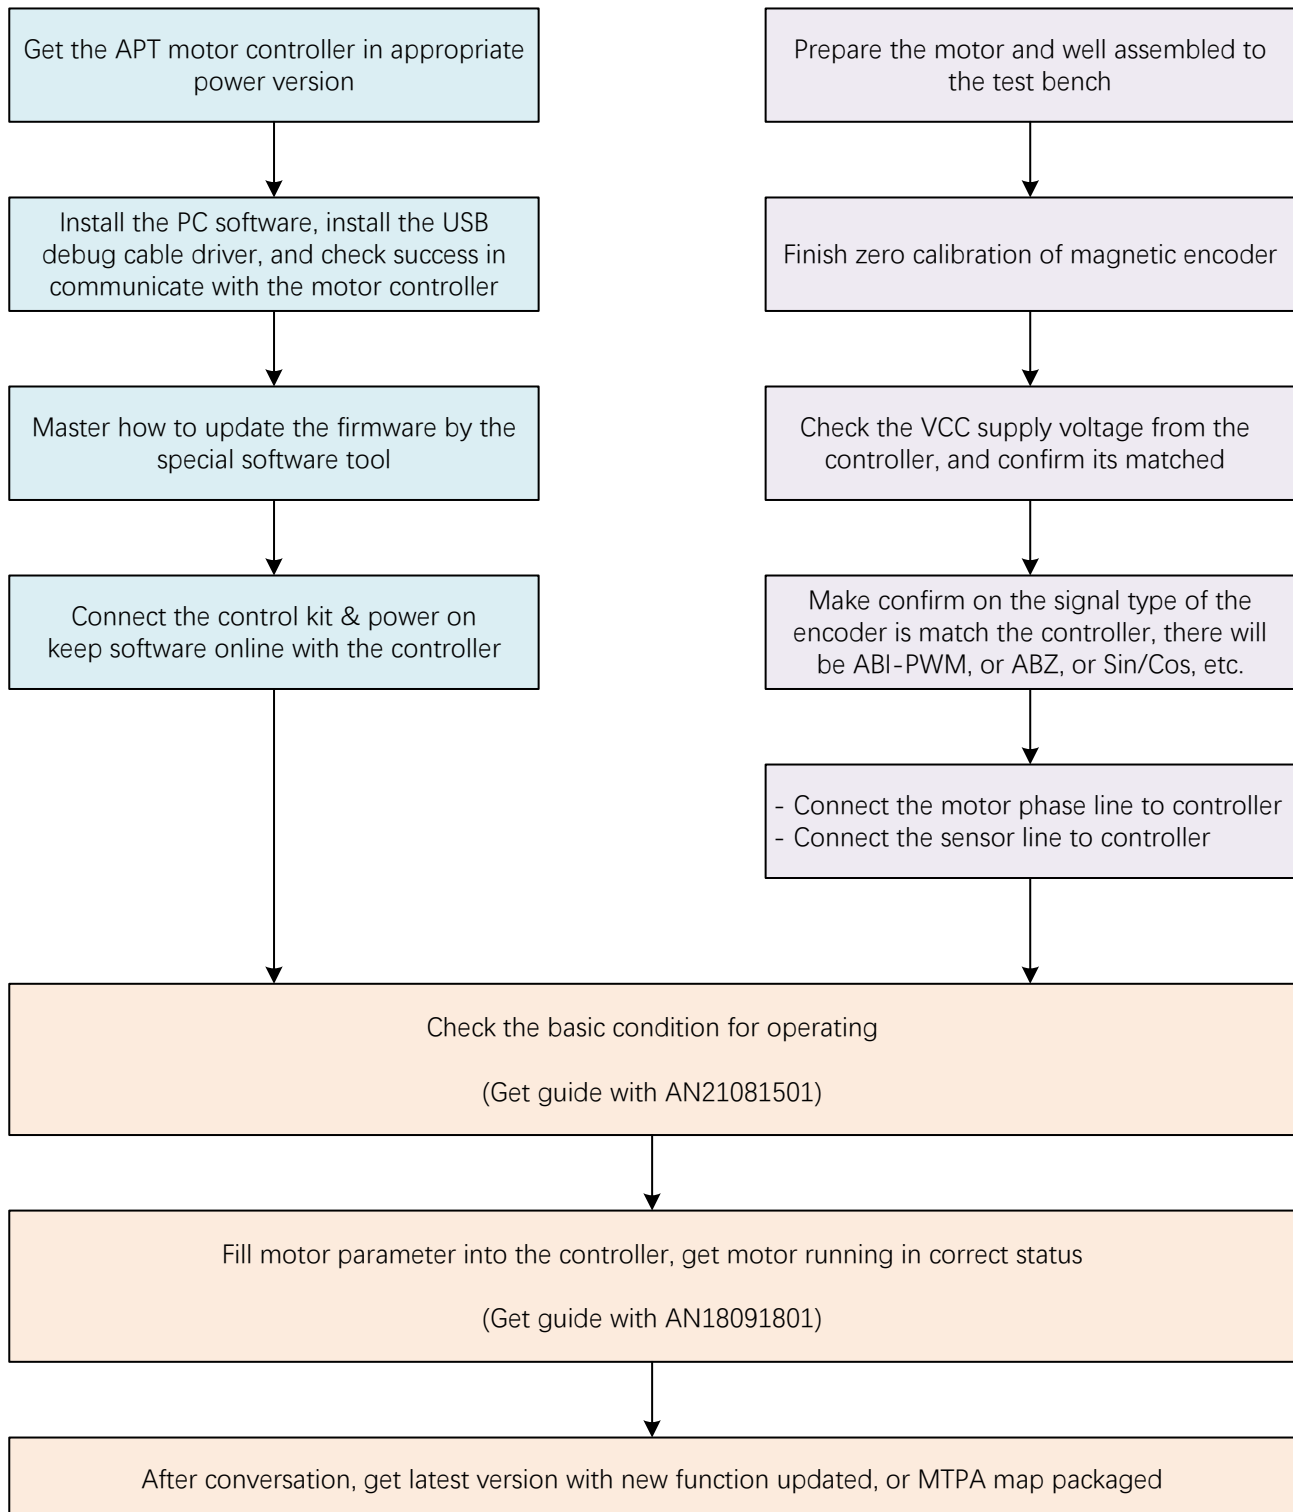 Get the APT motor controller in appropriate
power version
Install the PC software, install the USB
debug cable driver, and check success in
communicate with the motor controller
Master how to update the firmware by the
special software tool
Connect the control kit & power on
keep software online with the controller
Prepare the motor and well assembled to
the test bench
Finish zero calibration of magnetic encoder
Check the VCC supply voltage from the
controller, and confirm its matched
Make confirm on the signal type of the
encoder is match the controller, there will
be ABI-PWM, or ABZ, or Sin/Cos, etc.
- Connect the motor phase line to controller
- Connect the sensor line to controller
Check the basic condition for operating
(Get guide with AN21081501)
Fill motor parameter into the controller, get motor running in correct status
(Get guide with AN18091801)
After conversation, get latest version with new function updated, or MTPA map packaged